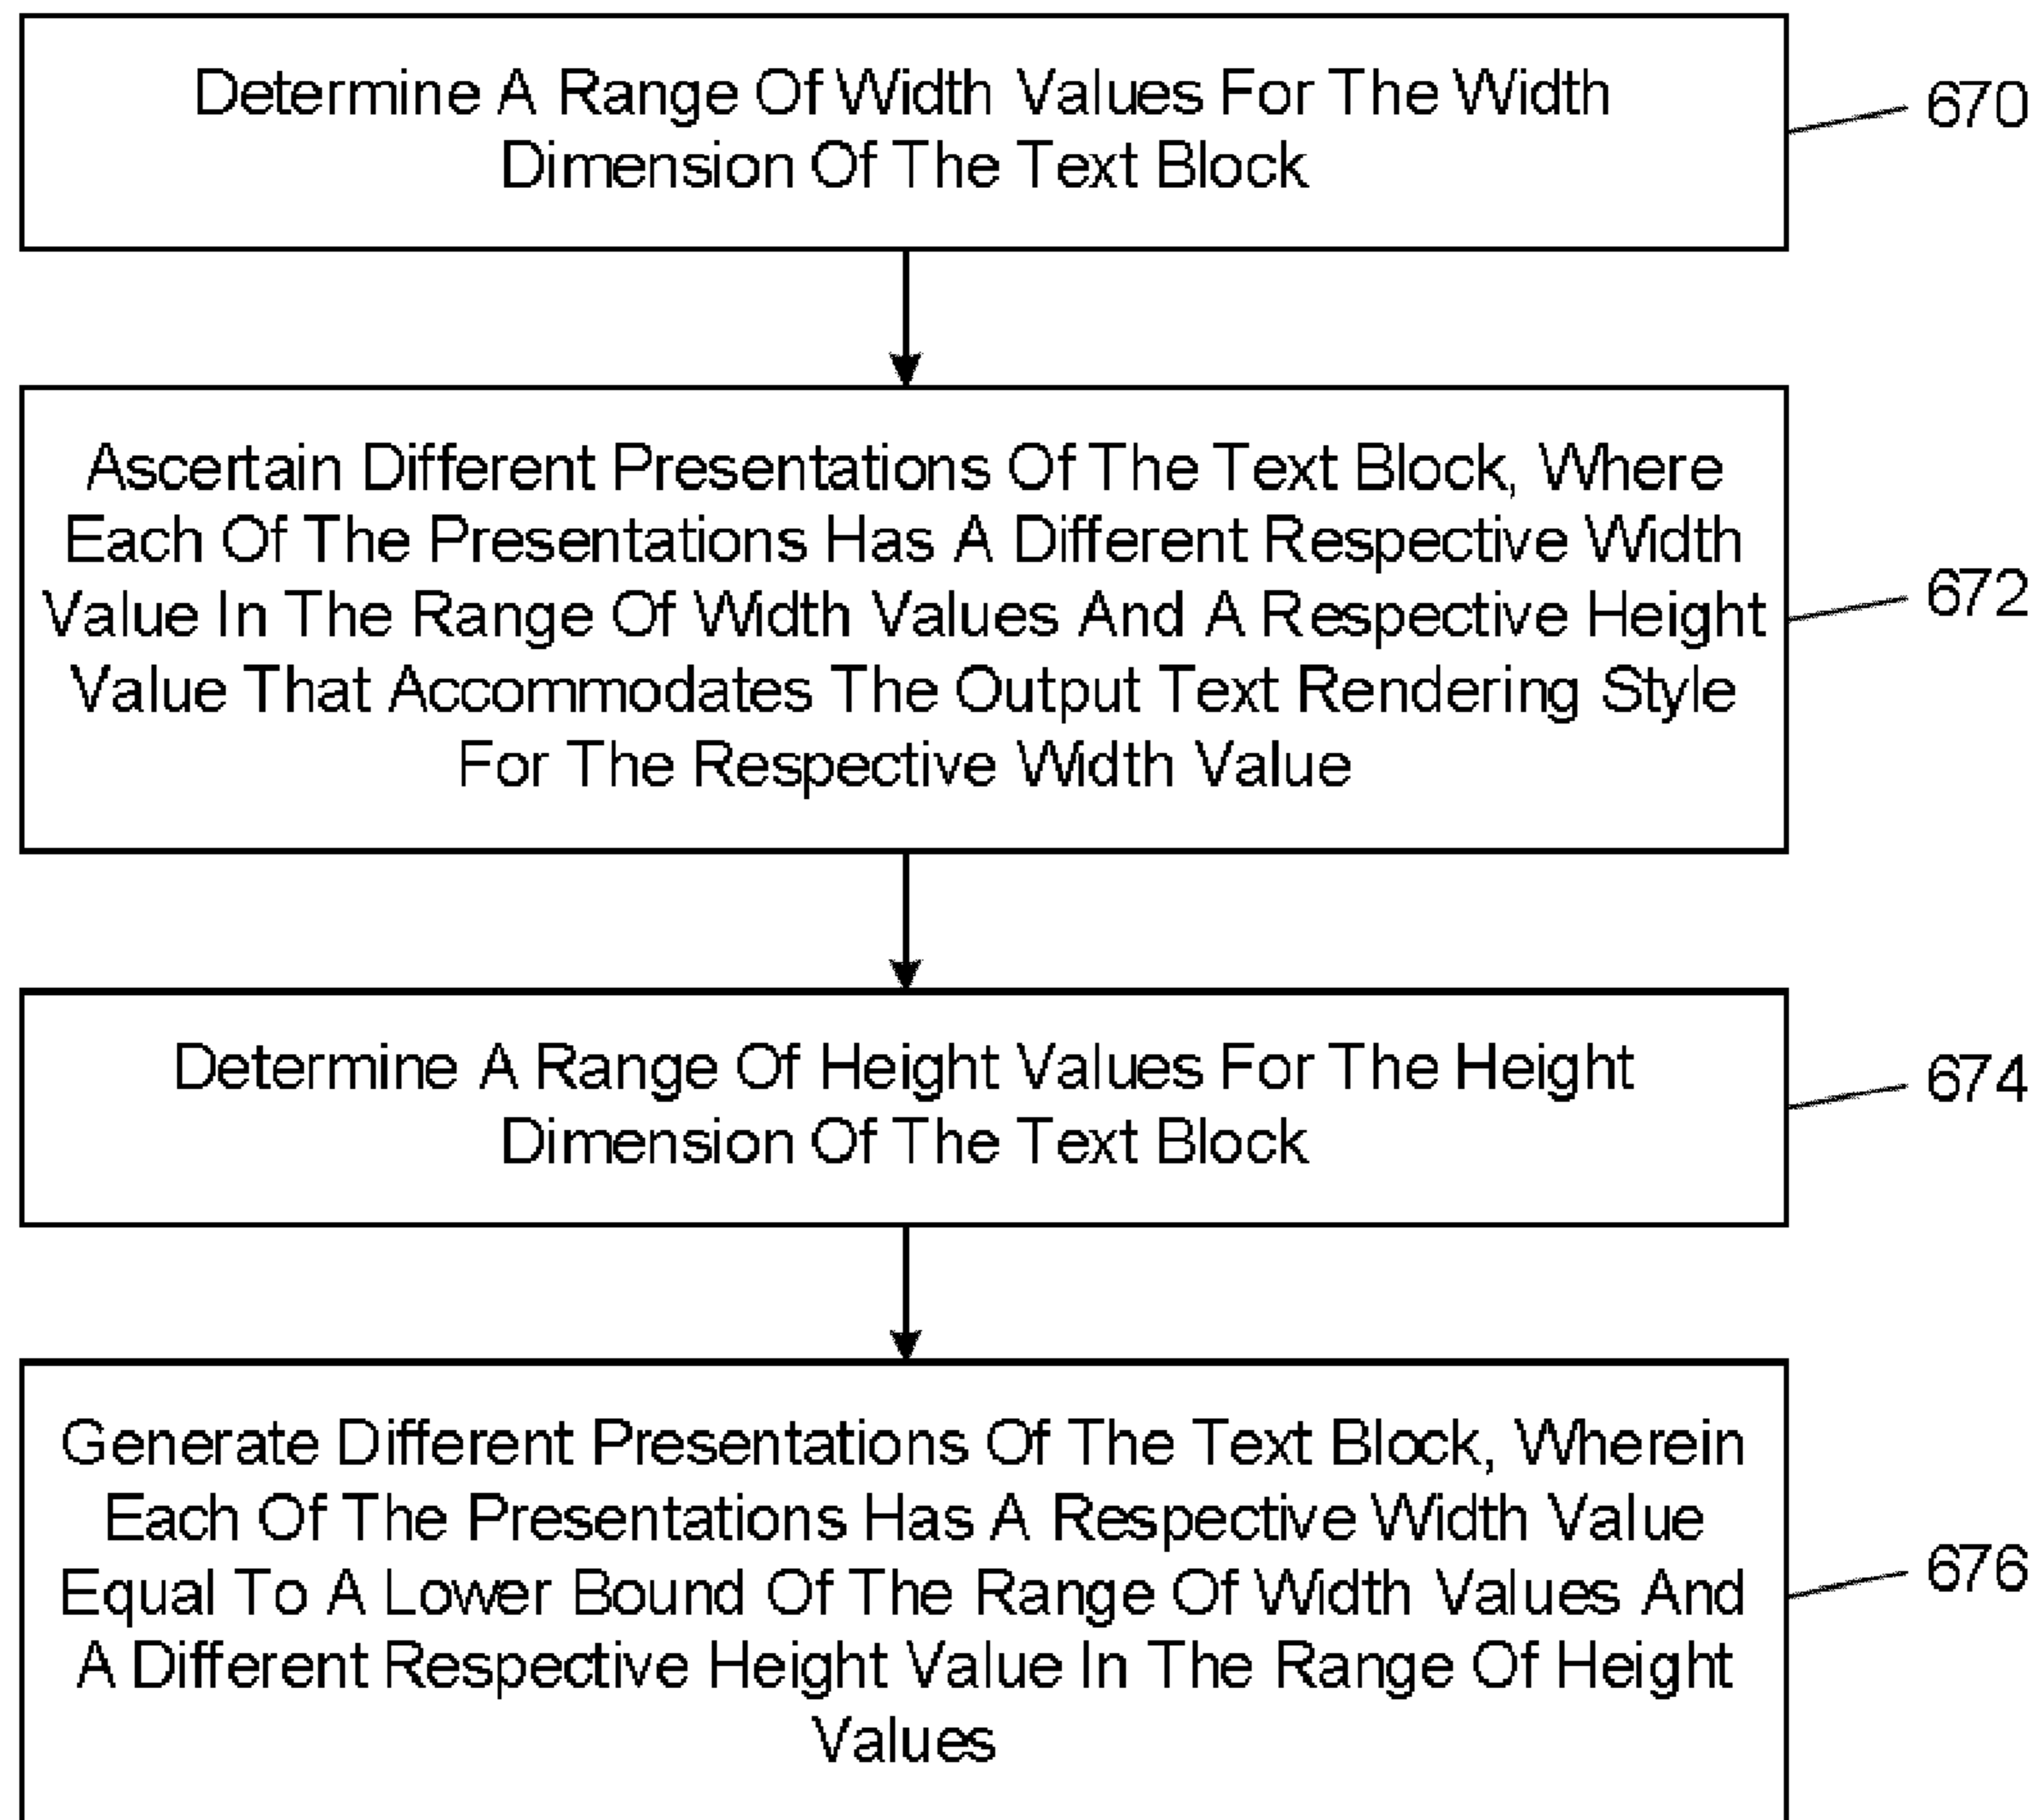 Determine A Range Of Width Values For The Width
Dimension Of The Text Block
670
Ascertain Different Presentations Of The Text Block, Where
Each Of The Presentations Has A Different Respective Width
Value In The Range Of Width Values And A Respective Height
Value That Accommodates The Output Text Rendering Style
For The Respective Width Value
672
Determine A Range Of Height Values For The Height
Dimension Of The Text Block
674
Generate Different Presentations Of The Text Block, Wherein
Each Of The Presentations Has A Respective Width Value
Equal To A Lower Bound Of The Range Of Width Values And
A Different Respective Height Value In The Range Of Height
Values
676